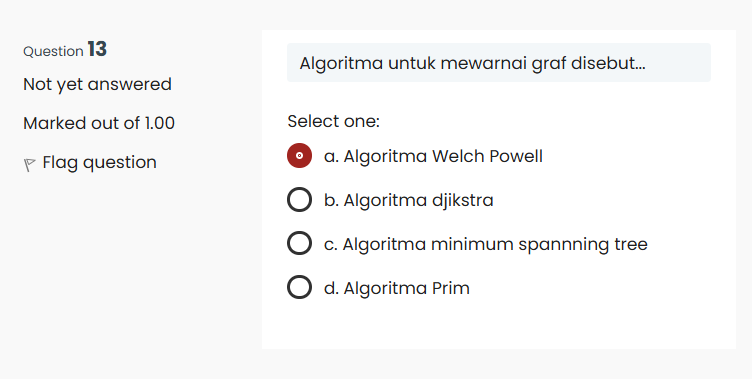 Question 13
Not yet answered
Marked out of 1.00
Flag question
Algoritma untuk mewarnai graf disebut...
Select one:
a. Algoritma Welch Powell
b. Algoritma djikstra
c. Algoritma minimum spannning tree
d. Algoritma Prim